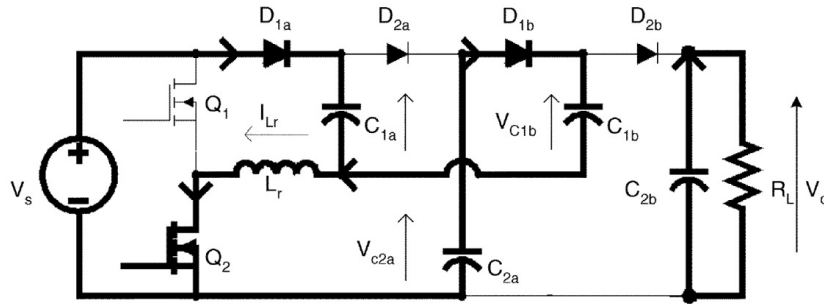 D1a
D2a
D1b
D2b
Q1
ILr
C1a
VC1b
C1b
+
Vs
-
Lr
C2b
RL
Vo
Q2
Vc2a
C2a